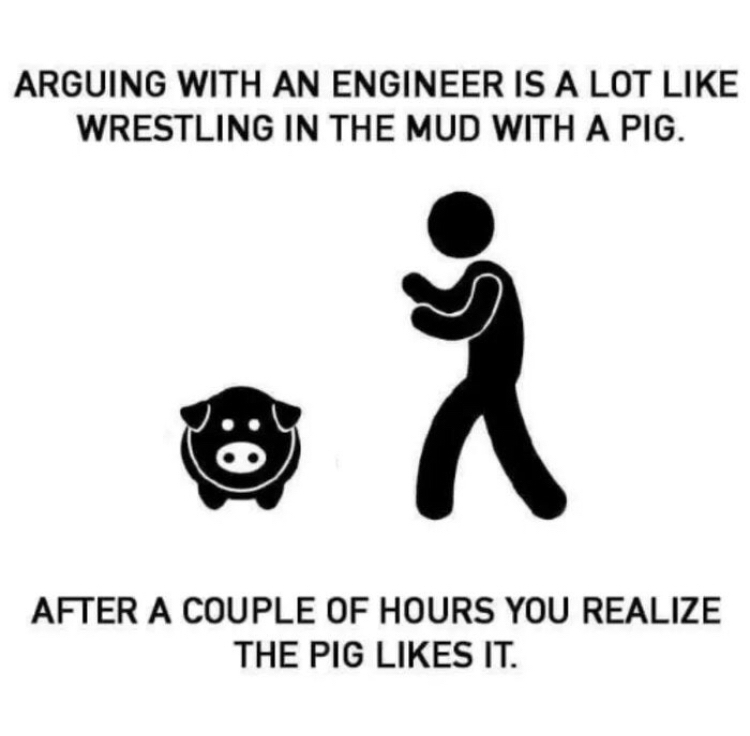 ARGUING WITH AN ENGINEER IS A LOT LIKE
WRESTLING IN THE MUD WITH A PIG.
AFTER A COUPLE OF HOURS YOU REALIZE
THE PIG LIKES IT.